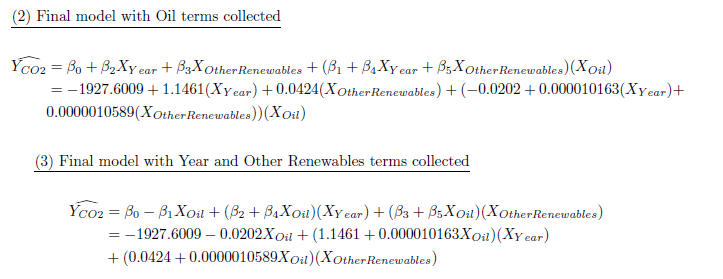 (2) Final model with Oil terms collected
Y_CO2^ = β0 + β2X_Year + β3X_OtherRenewables + (β1 + β4X_Year + β5X_OtherRenewables)(X_Oil)
= −1927.6009 + 1.1461(X_Year) + 0.0424(X_OtherRenewables) + (−0.0202 + 0.000010163(X_Year)+
0.0000010589(X_OtherRenewables))(X_Oil)
(3) Final model with Year and Other Renewables terms collected
Y_CO2^ = β0 − β1X_Oil + (β2 + β4X_Oil)(X_Year) + (β3 + β5X_Oil)(X_OtherRenewables)
= −1927.6009 − 0.0202X_Oil + (1.1461 + 0.000010163X_Oil)(X_Year)
+ (0.0424 + 0.0000010589X_Oil)(X_OtherRenewables)